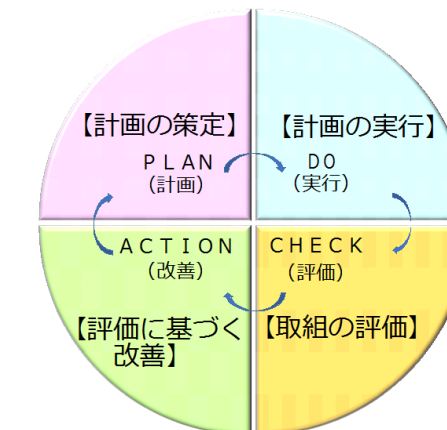 【計画の策定】
ＰＬＡＮ
（計画）
【計画の実行】
ＤＯ
（実行）
ＡＣＴＩＯＮ
（改善）
【評価に基づく
改善】
ＣＨＥＣＫ
（評価）
【取組の評価】